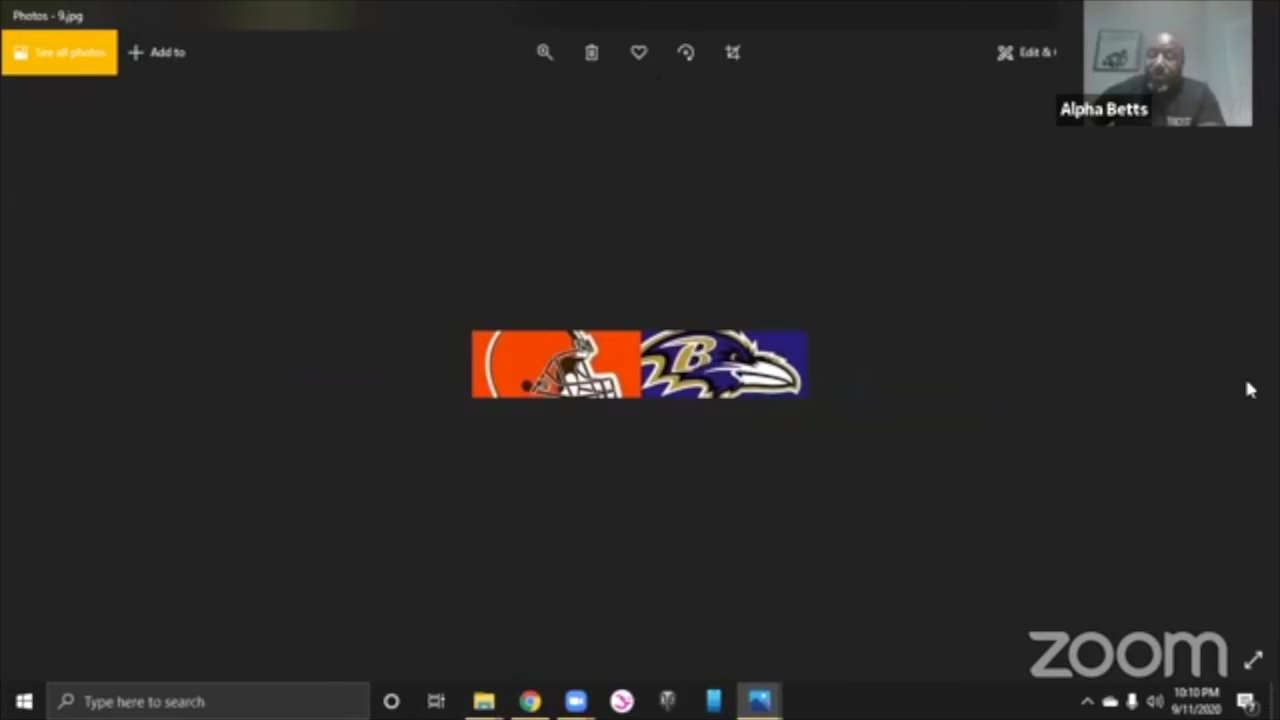 Photos - 9.jpg
See all photos
Add to
Edit &
Alpha Betts
B
zoom
Type here to search
10:10 PM
9/11/2020